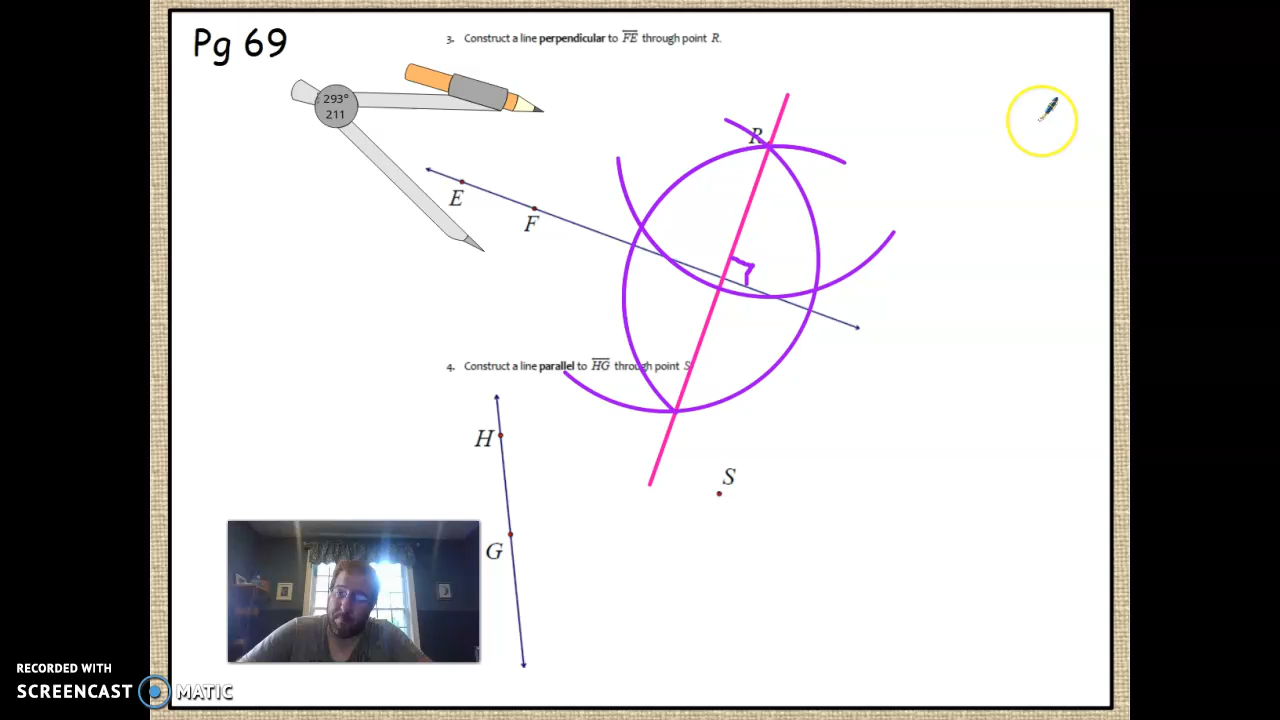 Pg 69
3. Construct a line perpendicular to FE through point R.
293°
211
R
E
F
4. Construct a line parallel to HG through point S
H
S
G
RECORDED WITH
SCREENCAST MATIC